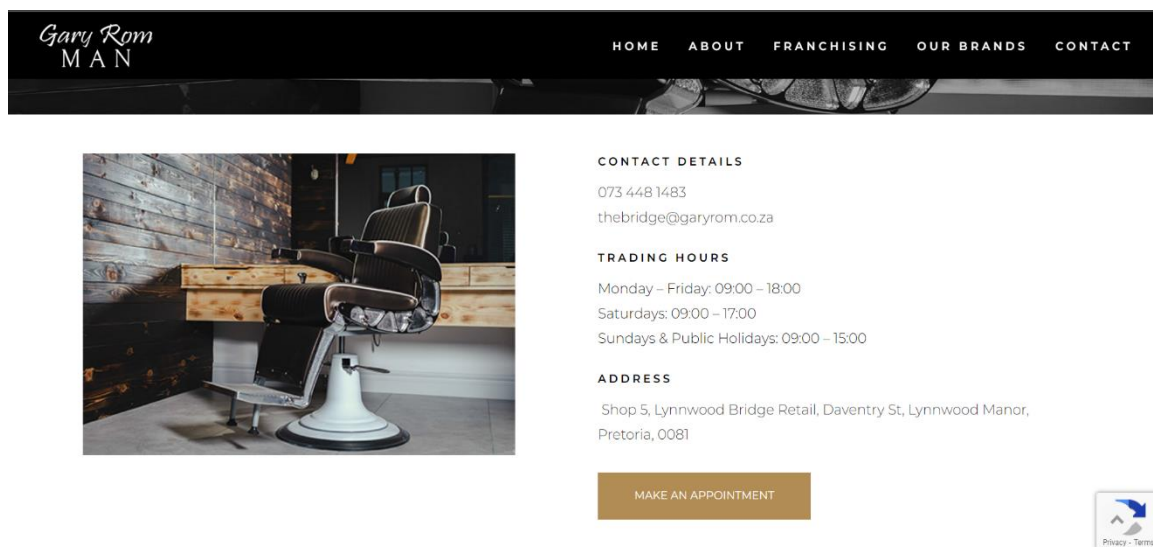 Gary Rom
MAN
HOME ABOUT FRANCHISING OUR BRANDS CONTACT
CONTACT DETAILS
073 448 1483
thebridge@garyrom.co.za
TRADING HOURS
Monday – Friday: 09:00 – 18:00
Saturdays: 09:00 – 17:00
Sundays & Public Holidays: 09:00 – 15:00
ADDRESS
Shop 5, Lynnwood Bridge Retail, Daventry St, Lynnwood Manor,
Pretoria, 0081
MAKE AN APPOINTMENT
Privacy - Terms